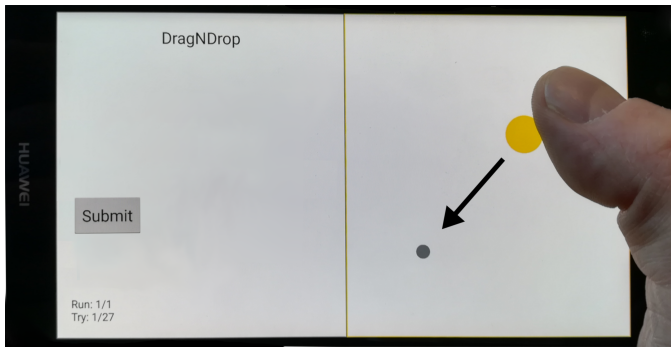 DragNDrop
HUAWEI
Submit
Run: 1/1
Try: 1/27